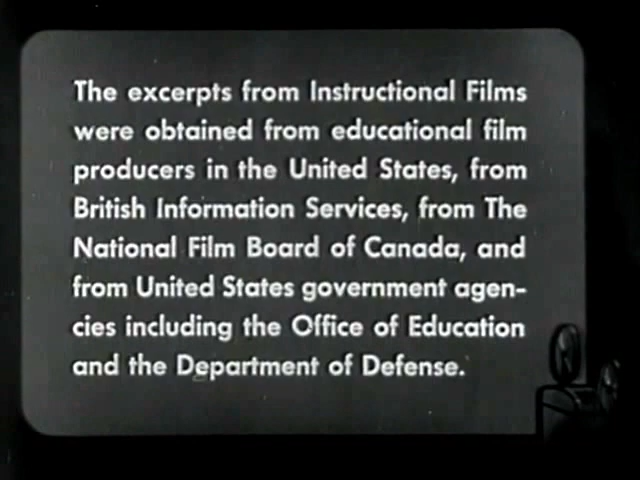 The excerpts from Instructional Films
were obtained from educational film
producers in the United States, from
British Information Services, from The
National Film Board of Canada, and
from United States government agen-
cies including the Office of Education
and the Department of Defense.